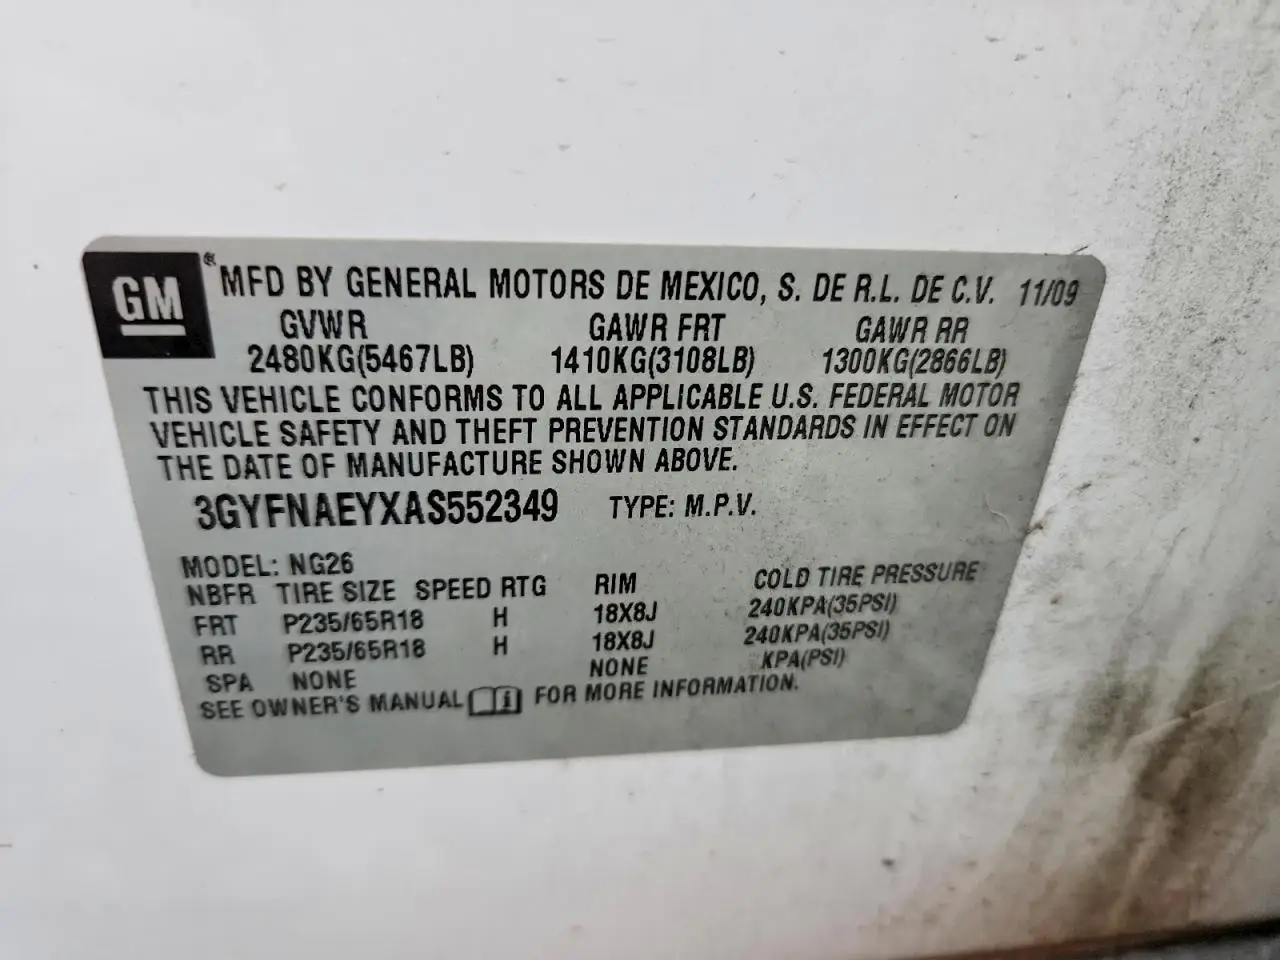 GM ® MFD BY GENERAL MOTORS DE MEXICO, S. DE R.L. DE C.V. 11/09
GVWR GAWR FRT GAWR RR
2480KG(5467LB) 1410KG(3108LB) 1300KG(2866LB)
THIS VEHICLE CONFORMS TO ALL APPLICABLE U.S. FEDERAL MOTOR
VEHICLE SAFETY AND THEFT PREVENTION STANDARDS IN EFFECT ON
THE DATE OF MANUFACTURE SHOWN ABOVE.
3GYFNAEYXAS552349 TYPE: M.P.V.
MODEL: NG26
NBFR TIRE SIZE SPEED RTG RIM COLD TIRE PRESSURE
FRT P235/65R18 H 18X8J 240KPA(35PSI)
RR P235/65R18 H 18X8J 240KPA(35PSI)
SPA NONE NONE KPA(PSI)
SEE OWNER'S MANUAL FOR MORE INFORMATION.